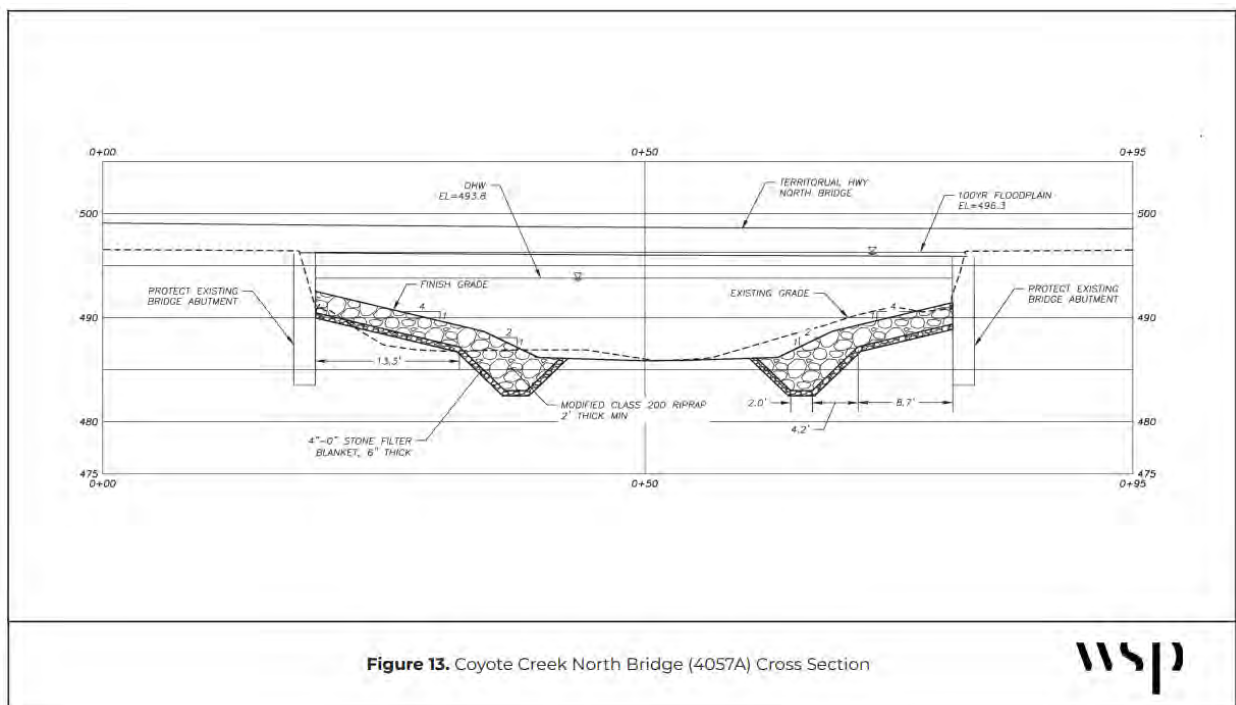 0+00
0+50
0+95
OHW
EL=493.8
TERRITORUAL HWY
NORTH BRIDGE
100YR FLOODPLAIN
EL=496.3
500
500
PROTECT EXISTING
BRIDGE ABUTMENT
FINISH GRADE
EXISTING GRADE
PROTECT EXISTING
BRIDGE ABUTMENT
4
1
2
1
2
1
4
1
490
490
13.5'
MODIFIED CLASS 200 RIPRAP
2' THICK MIN
2.0'
4.2'
8.7'
4"-0" STONE FILTER
BLANKET, 6" THICK
480
480
475
475
0+00
0+50
0+95
Figure 13. Coyote Creek North Bridge (4057A) Cross Section
wsp